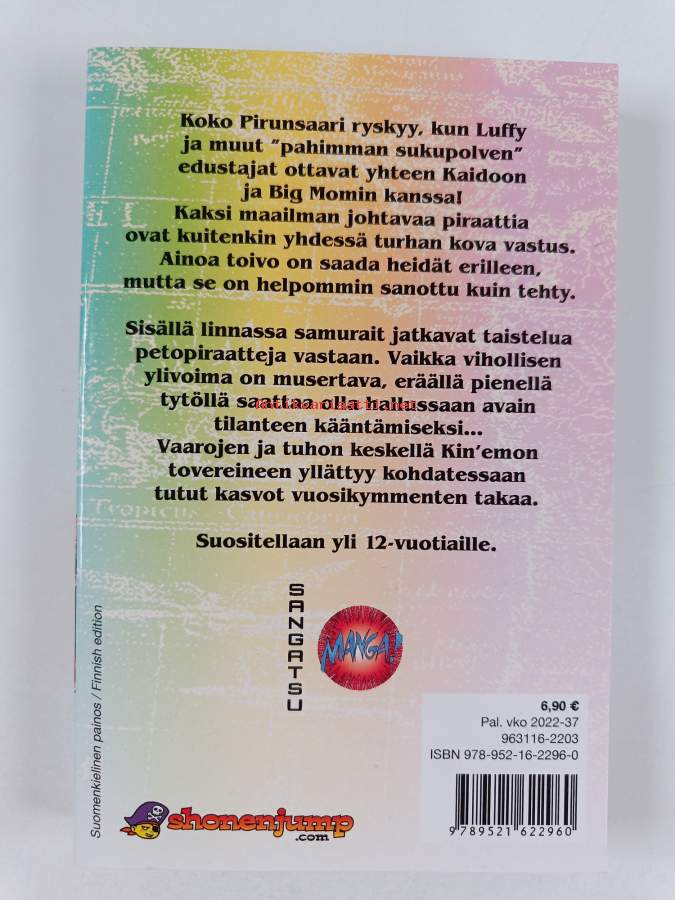 Koko Pirunsaari ryskyy, kun Luffy
ja muut ”pahimman sukupolven”
edustajat ottavat yhteen Kaidoon
ja Big Momin kanssa!
Kaksi maailman johtavaa piraattia
ovat kuitenkin yhdessä turhan kova vastus.
Ainoa toivo on saada heidät erilleen,
mutta se on helpommin sanottu kuin tehty.
Sisällä linnassa samurait jatkavat taistelua
petopiraatteja vastaan. Vaikka vihollisen
ylivoima on musertava, eräällä pienellä
tytöllä saattaa olla hallussaan avain
tilanteen kääntämiseksi...
Vaarojen ja tuhon keskellä Kin’emon
tovereineen yllättyy kohdatessaan
tutut kasvot vuosikymmenten takaa.
Tropicus Capricorni
Suositellaan yli 12-vuotiaille.
SANGATSU
MANGA!
Suomenkielinen painos / Finnish edition
6,90 €
Pal. vko 2022-37
963116-2203
ISBN 978-952-16-2296-0
9 789521 622960
shonenjump
.com